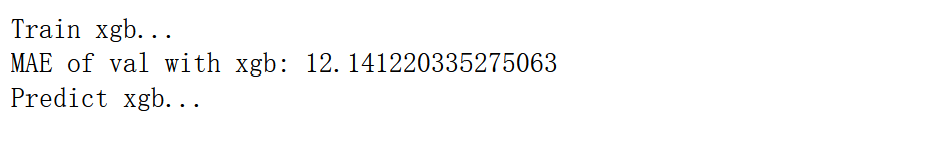 Train xgb...
MAE of val with xgb: 12.141220335275063
Predict xgb...